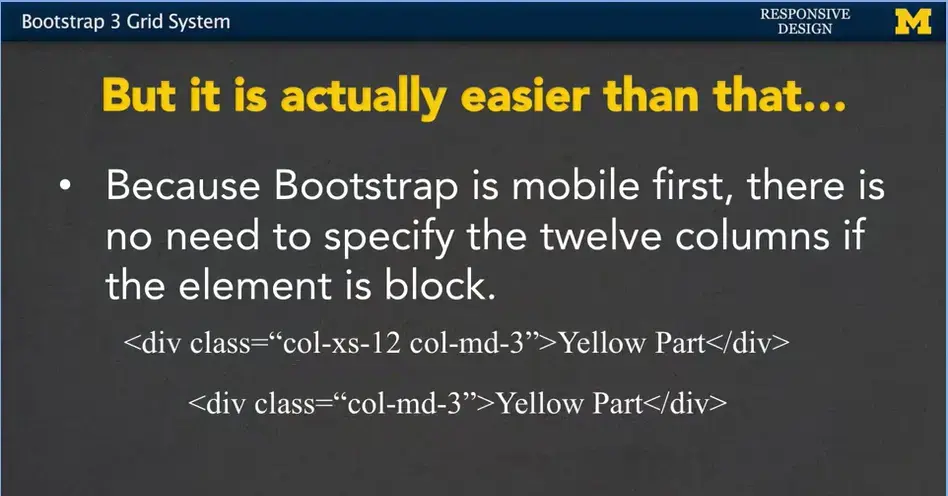 Bootstrap 3 Grid System
RESPONSIVE
DESIGN
M
But it is actually easier than that...
• Because Bootstrap is mobile first, there is
no need to specify the twelve columns if
the element is block.
<div class=“col-xs-12 col-md-3”>Yellow Part</div>
<div class=“col-md-3”>Yellow Part</div>